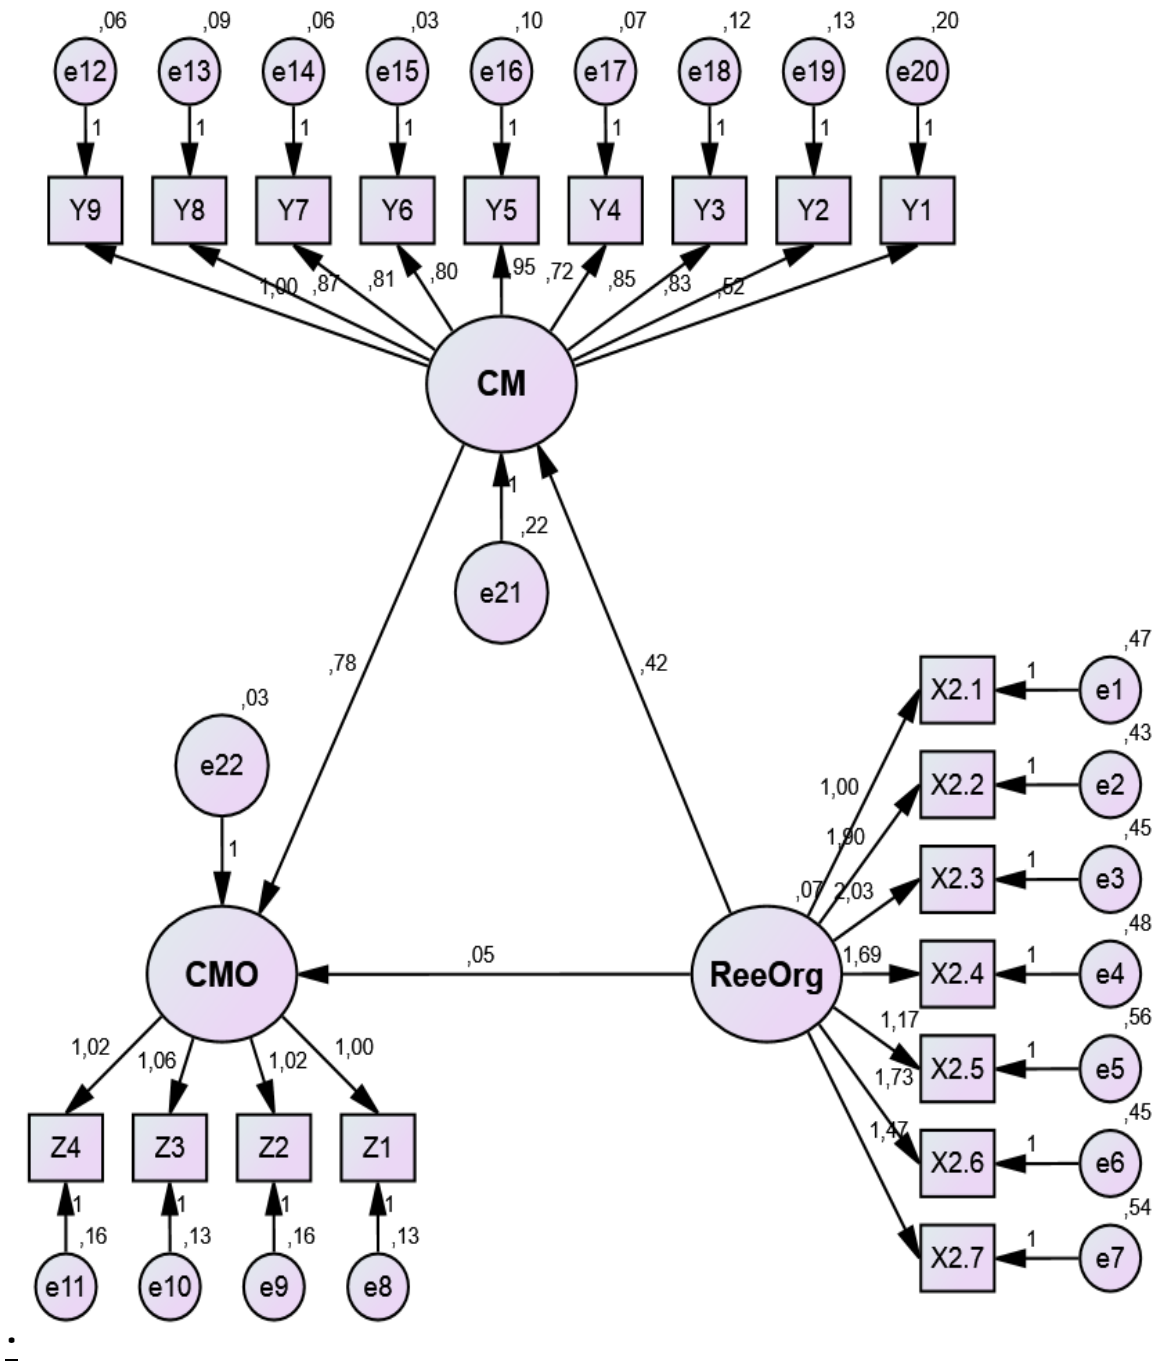 ,06 ,09 ,06 ,03 ,10 ,07 ,12 ,13 ,20
e12 e13 e14 e15 e16 e17 e18 e19 e20
1 1 1 1 1 1 1 1 1
Y9 Y8 Y7 Y6 Y5 Y4 Y3 Y2 Y1
1,00 ,87 ,81 ,80 ,95 ,72 ,85 ,83 ,52
CM
1
,22
e21
,78 ,42
,03
e22
1
CMO
,05
,07
ReeOrg
,47
X2.1 1 e1
1,00
,43
X2.2 1 e2
1,90
,45
X2.3 1 e3
2,03
,48
X2.4 1 e4
1,69
,56
X2.5 1 e5
1,17
,45
X2.6 1 e6
1,73
,54
X2.7 1 e7
1,47
1,02 1,06 1,02 1,00
Z4 Z3 Z2 Z1
1 1 1 1
,16 ,13 ,16 ,13
e11 e10 e9 e8
.